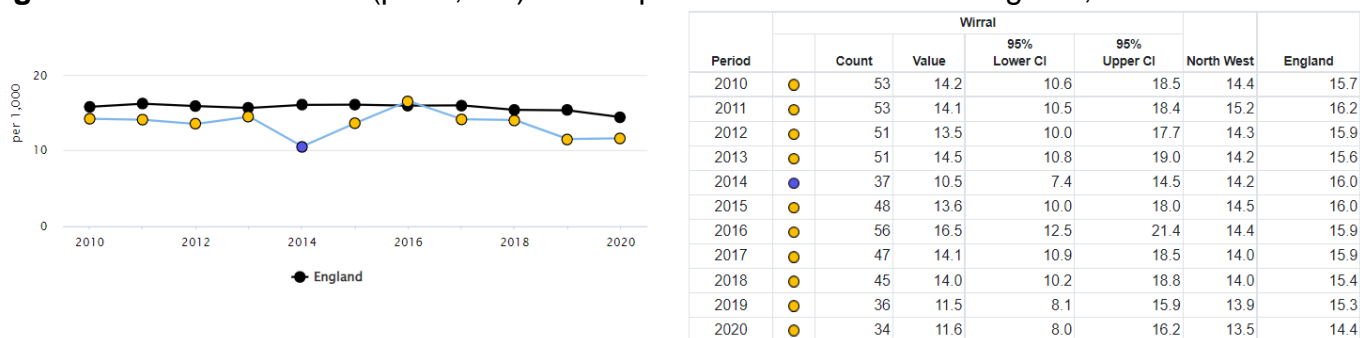 20
10
0
per 1,000
2010 2012 2014 2016 2018 2020
England
Wirral
Period Count Value 95% Lower CI 95% Upper CI North West England
2010 53 14.2 10.6 18.5 14.4 15.7
2011 53 14.1 10.5 18.4 15.2 16.2
2012 51 13.5 10.0 17.7 14.3 15.9
2013 51 14.5 10.8 19.0 14.2 15.6
2014 37 10.5 7.4 14.5 14.2 16.0
2015 48 13.6 10.0 18.0 14.5 16.0
2016 56 16.5 12.5 21.4 14.4 15.9
2017 47 14.1 10.9 18.5 14.0 15.9
2018 45 14.0 10.2 18.8 14.0 15.4
2019 36 11.5 8.1 15.9 13.9 15.3
2020 34 11.6 8.0 16.2 13.5 14.4